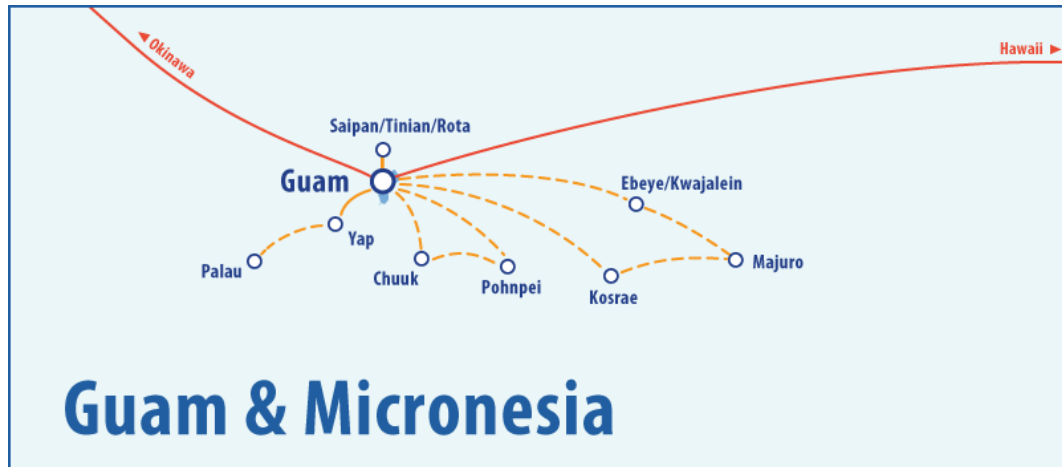 Okinawa
Hawaii
Saipan/Tinian/Rota
Guam
Ebeye/Kwajalein
Yap
Palau
Chuuk
Pohnpei
Kosrae
Majuro
Guam & Micronesia